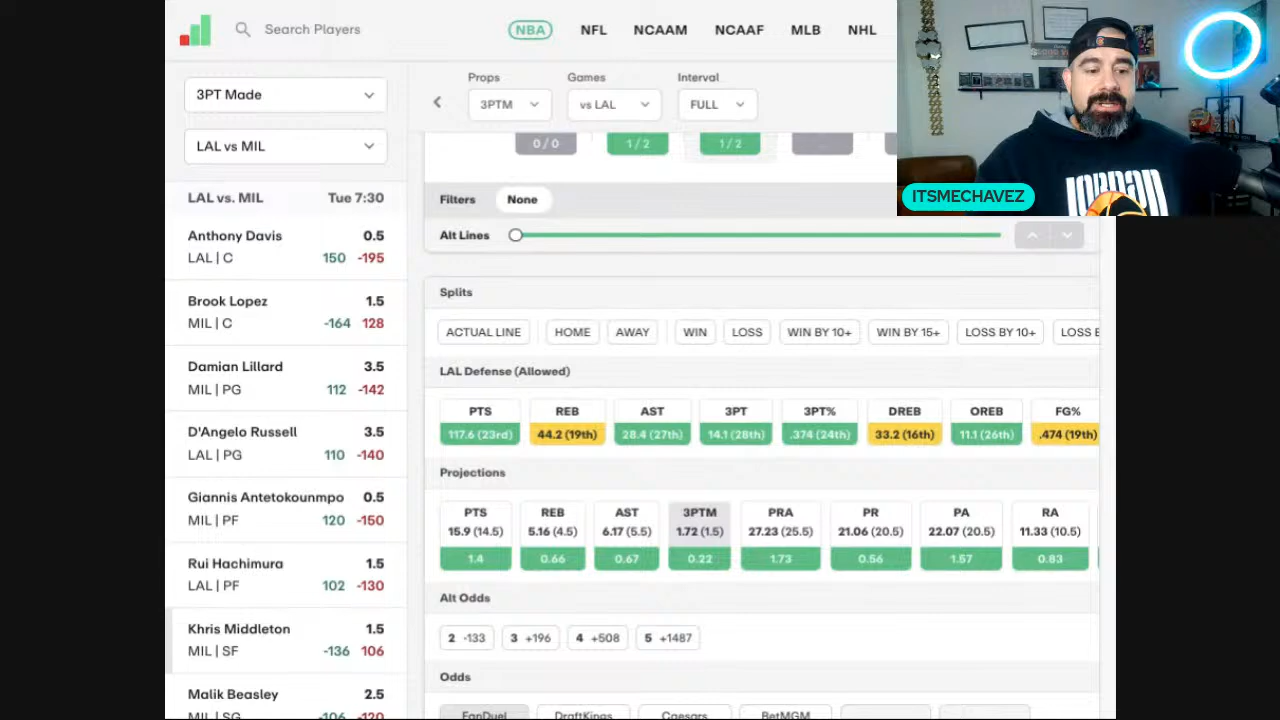 Search Players
NBA
NFL
NCAAM
NCAAF
MLB
NHL
3PT Made
LAL vs MIL
Props
Games
Interval
3PTM
vs LAL
FULL
0 / 0
1 / 2
1 / 2
ITSMECHAVEZ
JORDAN
LAL vs. MIL Tue 7:30
Anthony Davis 0.5
LAL | C 150 -195
Brook Lopez 1.5
MIL | C -164 128
Damian Lillard 3.5
MIL | PG 112 -142
D'Angelo Russell 3.5
LAL | PG 110 -140
Giannis Antetokounmpo 0.5
MIL | PF 120 -150
Rui Hachimura 1.5
LAL | PF 102 -130
Khris Middleton 1.5
MIL | SF -136 106
Malik Beasley 2.5
MIL | SG -106 -120
Filters None
Alt Lines
Splits
ACTUAL LINE HOME AWAY WIN LOSS WIN BY 10+ WIN BY 15+ LOSS BY 10+ LOSS
LAL Defense (Allowed)
PTS REB AST 3PT 3PT% DREB OREB FG%
117.6 (23rd) 44.2 (19th) 28.4 (27th) 14.1 (28th) .374 (24th) 33.2 (16th) 11.1 (26th) .474 (19th)
Projections
PTS REB AST 3PTM PRA PR PA RA
15.9 (14.5) 5.16 (4.5) 6.17 (5.5) 1.72 (1.5) 27.23 (25.5) 21.06 (20.5) 22.07 (20.5) 11.33 (10.5)
1.4 0.66 0.67 0.22 1.73 0.56 1.57 0.83
Alt Odds
2 -133 3 +196 4 +508 5 +1487
Odds
FanDuel DraftKings Caesars BetMGM